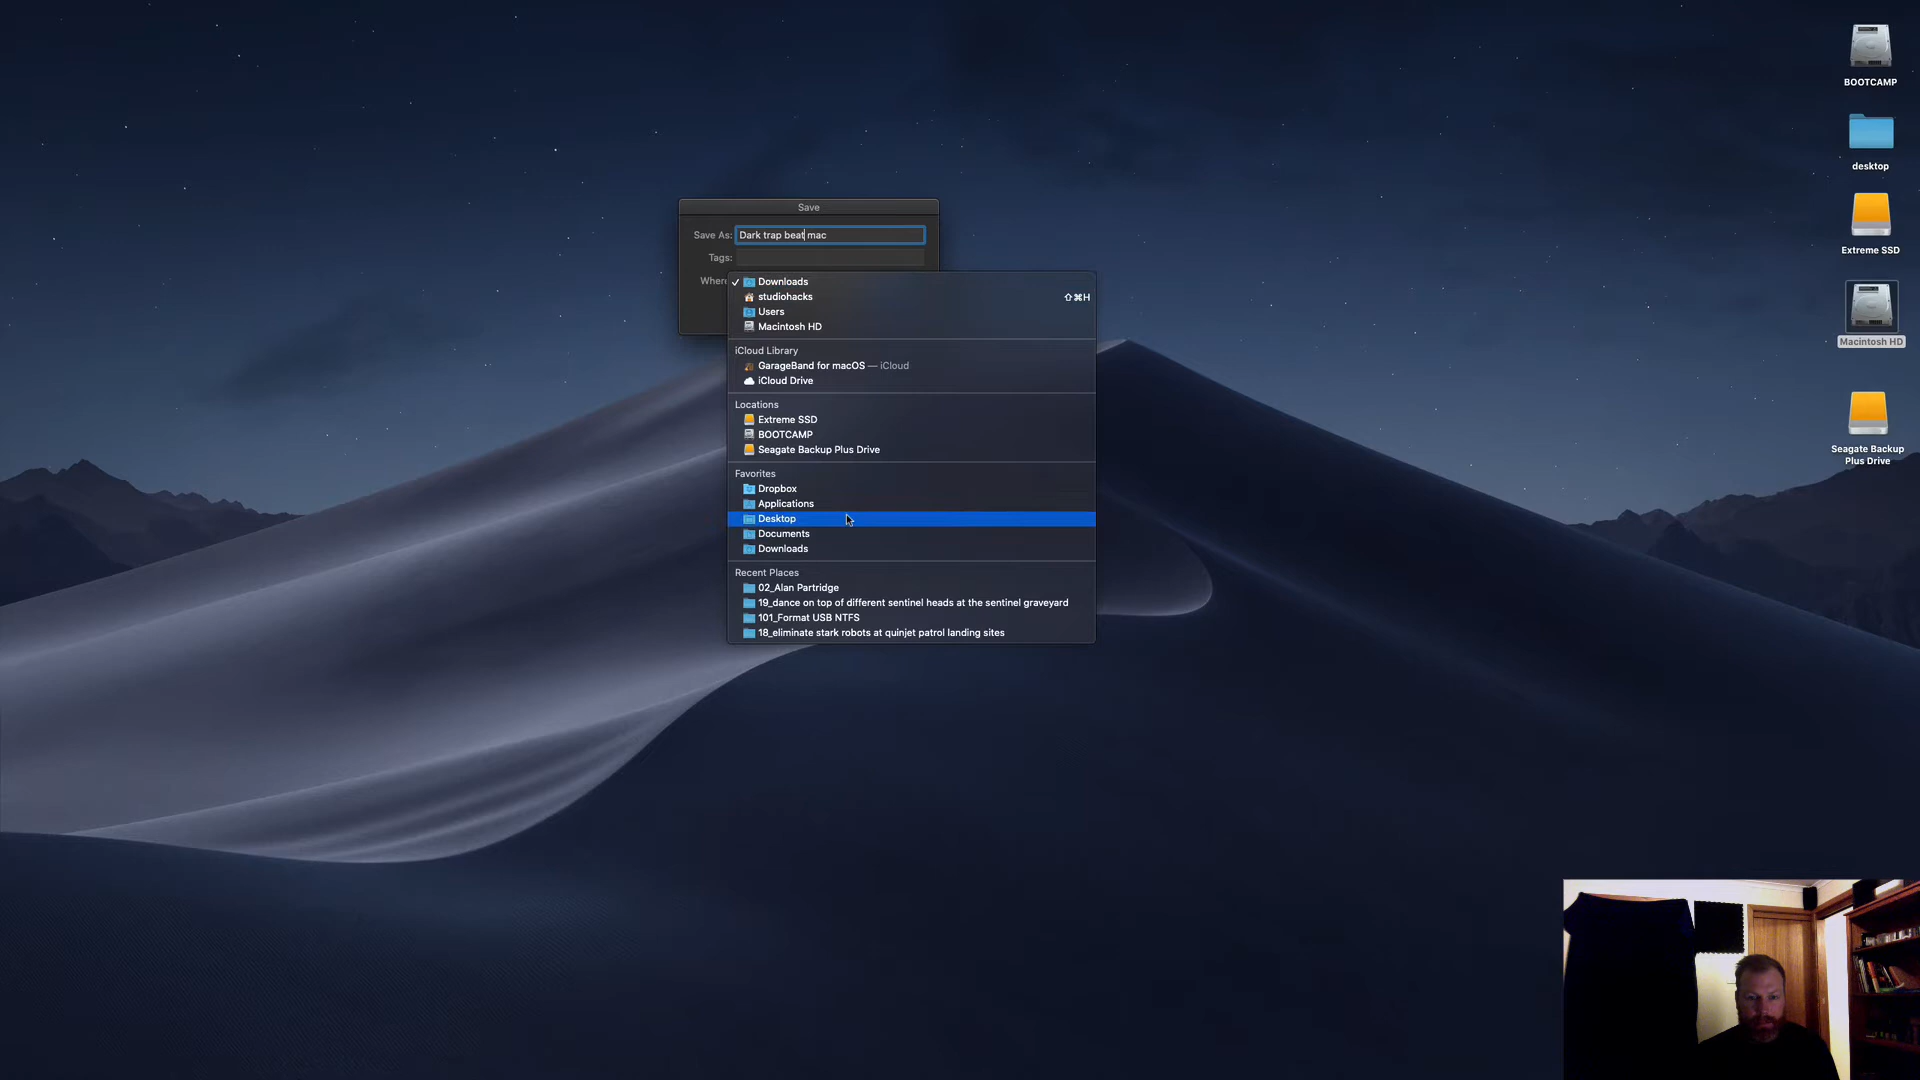 Save
Save As: Dark trap beat mac
Tags:
Where
✓ Downloads
studiohacks ⇧⌘H
Users
Macintosh HD
iCloud Library
GarageBand for macOS — iCloud
iCloud Drive
Locations
Extreme SSD
BOOTCAMP
Seagate Backup Plus Drive
Favorites
Dropbox
Applications
Desktop
Documents
Downloads
Recent Places
02_Alan Partridge
19_dance on top of different sentinel heads at the sentinel graveyard
101_Format USB NTFS
18_eliminate stark robots at quinjet patrol landing sites
BOOTCAMP
desktop
Extreme SSD
Macintosh HD
Seagate Backup
Plus Drive